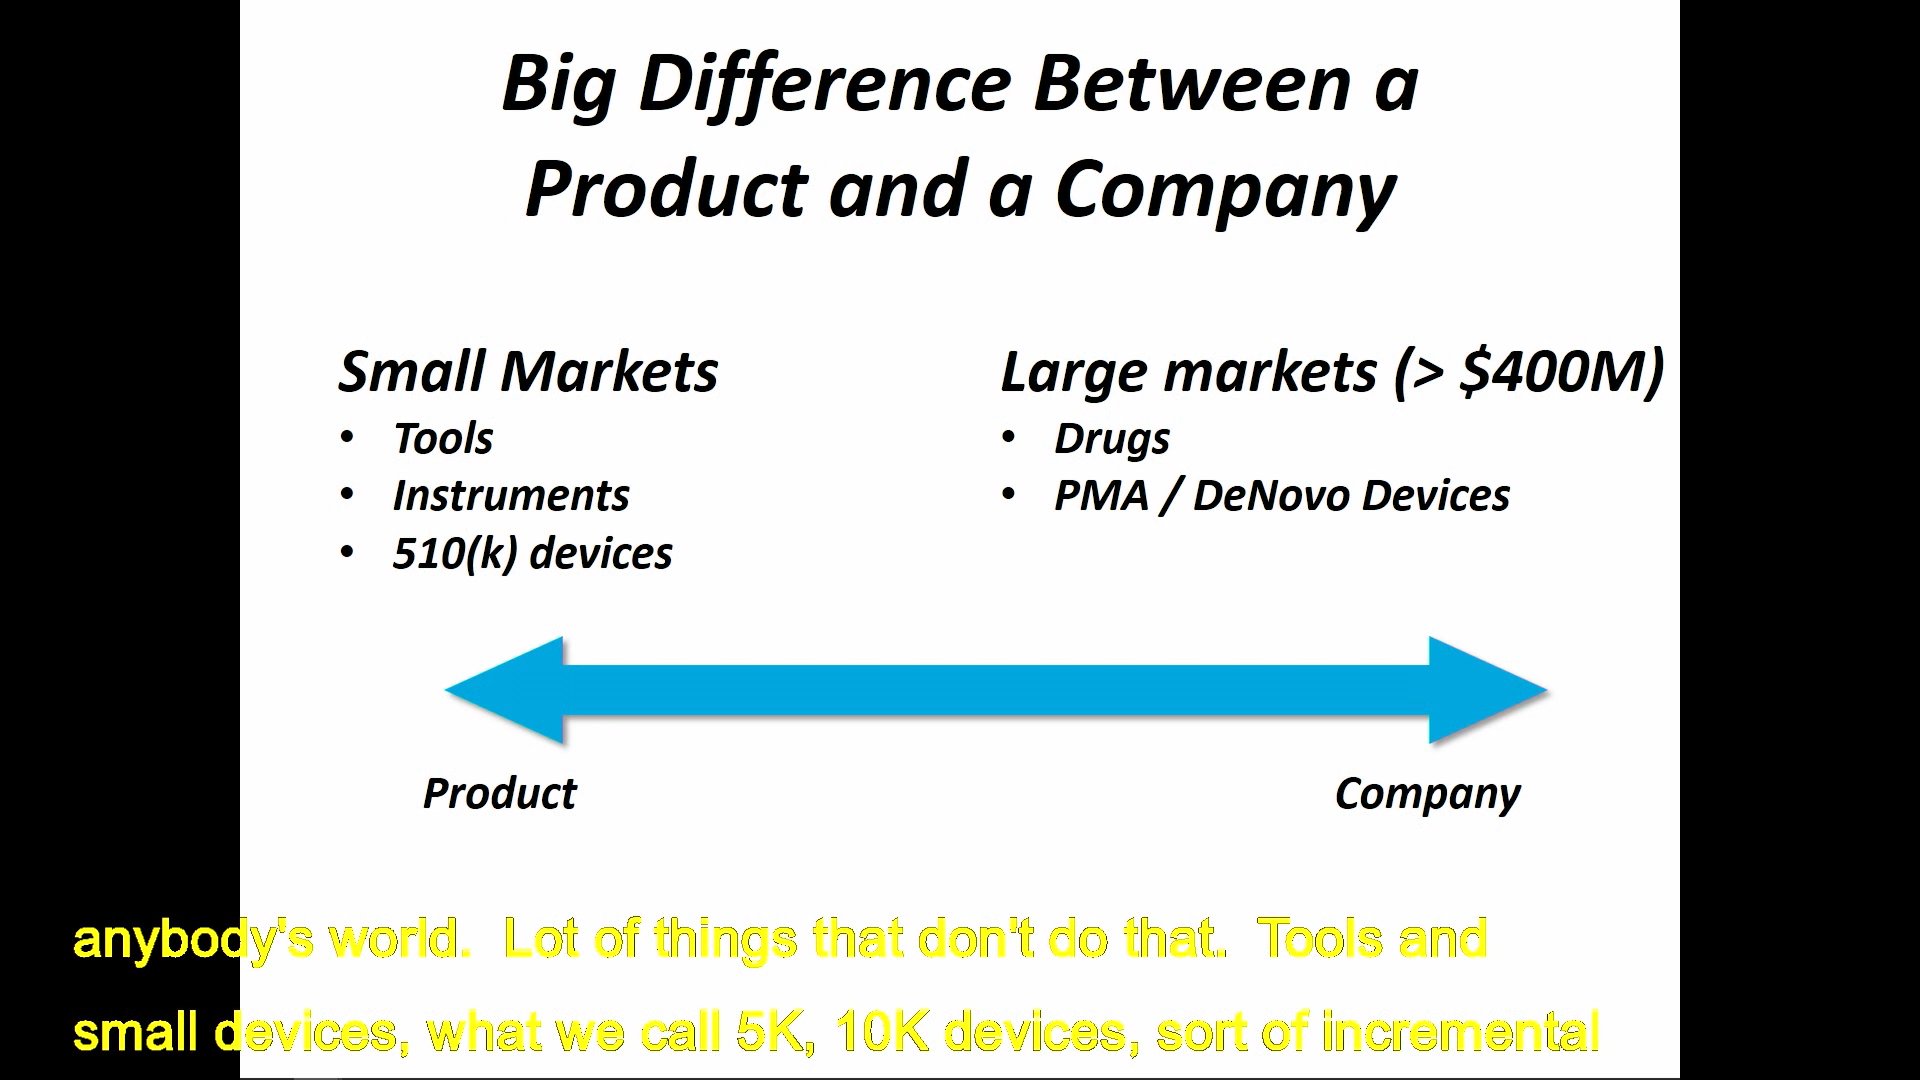 Big Difference Between a
Product and a Company
Small Markets
• Tools
• Instruments
• 510(k) devices
Large markets (> $400M)
• Drugs
• PMA / DeNovo Devices
Product
Company
anybody's world.  Lot of things that don't do that.  Tools and
small devices, what we call 5K, 10K devices, sort of incremental